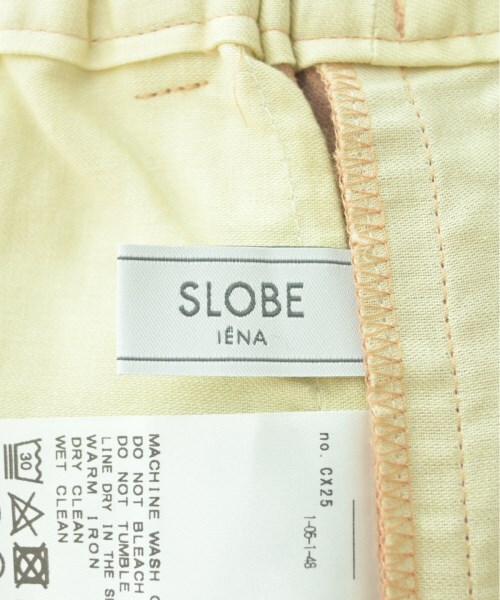 SLOBE
IÉNA
no. CX25
1-06-1-48
MACHINE WASH
DO NOT BLEACH
DO NOT TUMBLE
LINE DRY IN THE
WARM IRON
DRY CLEAN
WET CLEAN
30